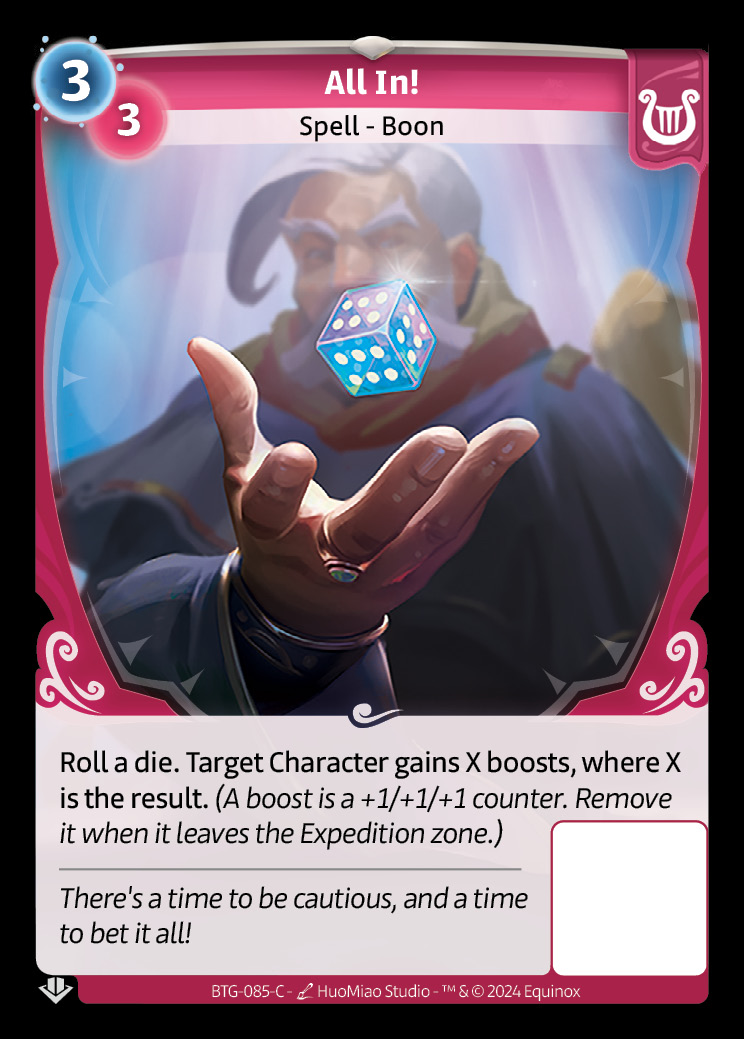 3
3
All In!
Spell - Boon
Roll a die. Target Character gains X boosts, where X
is the result. (A boost is a +1/+1/+1 counter. Remove
it when it leaves the Expedition zone.)
There's a time to be cautious, and a time
to bet it all!
BTG-085-C - HuoMiao Studio - ™ & © 2024 Equinox